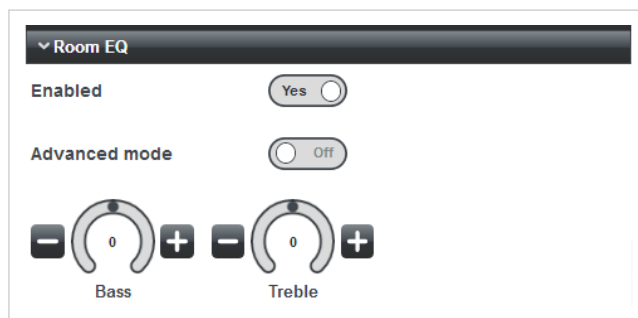 Room EQ
Enabled Yes
Advanced mode Off
0 0
Bass Treble